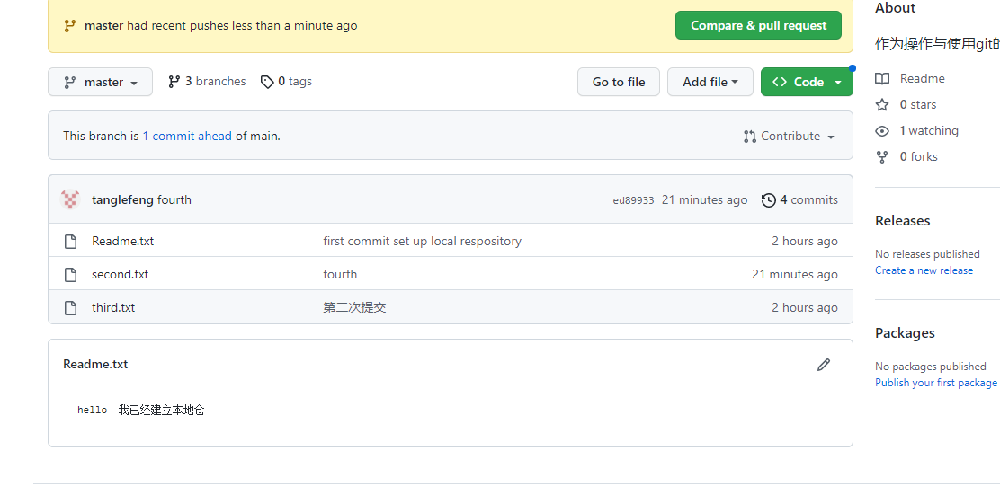 master had recent pushes less than a minute ago
Compare & pull request
master
3 branches
0 tags
Go to file
Add file
Code
This branch is 1 commit ahead of main.
Contribute
tanglefeng fourth
ed89933 21 minutes ago
4 commits
Readme.txt first commit set up local respository 2 hours ago
second.txt fourth 21 minutes ago
third.txt 第二次提交 2 hours ago
Readme.txt
hello 我已经建立本地仓
About
作为操作与使用git的
Readme
0 stars
1 watching
0 forks
Releases
No releases published
Create a new release
Packages
No packages published
Publish your first package